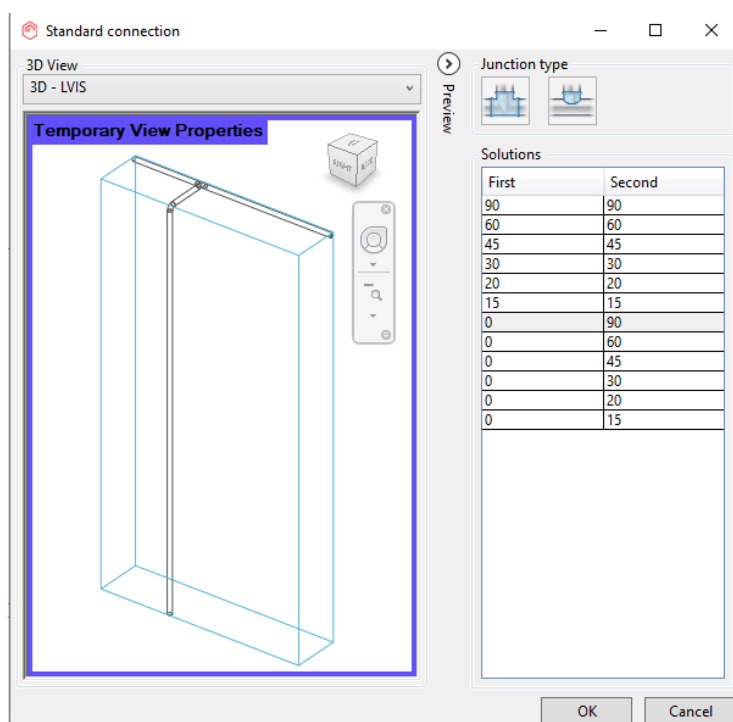 Standard connection
3D View
3D - LVIS
Temporary View Properties
Preview
Junction type
Solutions
First Second
90 90
60 60
45 45
30 30
20 20
15 15
0 90
0 60
0 45
0 30
0 20
0 15
OK Cancel